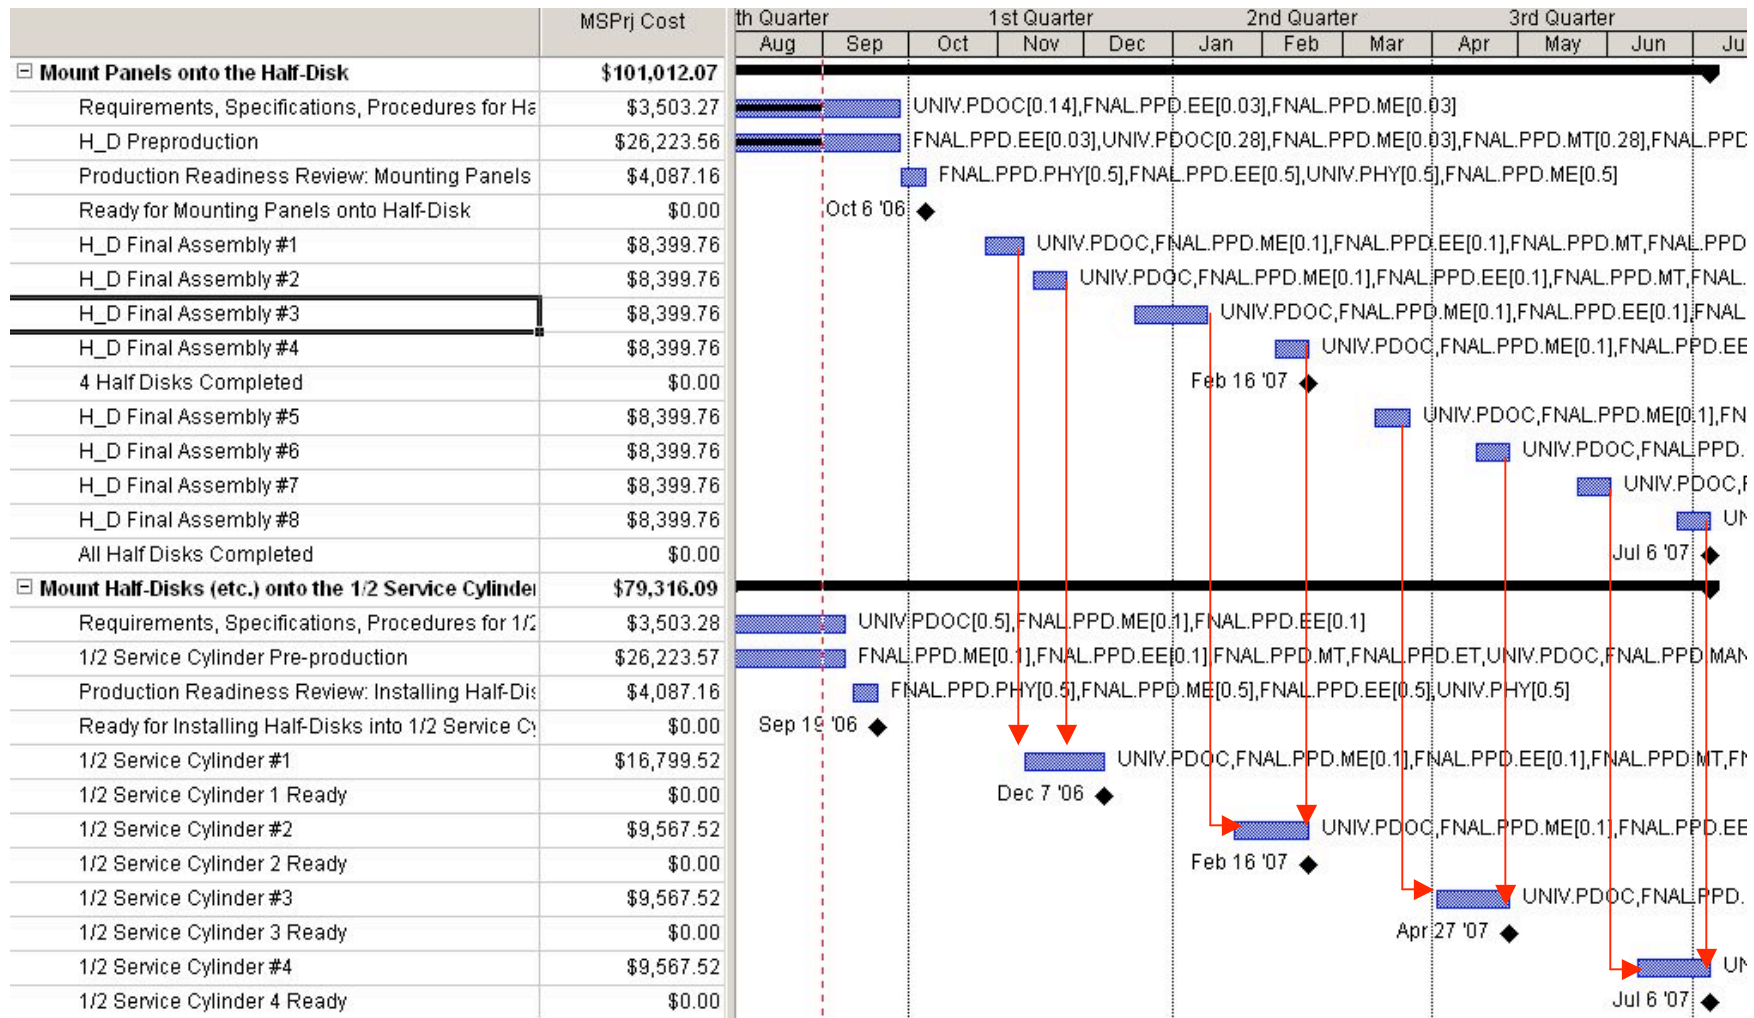 MSPrj Cost th Quarter 1st Quarter 2nd Quarter 3rd Quarter
Aug Sep Oct Nov Dec Jan Feb Mar Apr May Jun Ju
Mount Panels onto the Half-Disk $101,012.07
Requirements, Specifications, Procedures for Ha $3,503.27 UNIV.PDOC[0.14],FNAL.PPD.EE[0.03],FNAL.PPD.ME[0.03]
H_D Preproduction $26,223.56 FNAL.PPD.EE[0.03],UNIV.PDOC[0.28],FNAL.PPD.ME[0.03],FNAL.PPD.MT[0.28],FNAL.PPD
Production Readiness Review: Mounting Panels $4,087.16 FNAL.PPD.PHY[0.5],FNAL.PPD.EE[0.5],UNIV.PHY[0.5],FNAL.PPD.ME[0.5]
Ready for Mounting Panels onto Half-Disk $0.00 Oct 6 '06
H_D Final Assembly #1 $8,399.76 UNIV.PDOC,FNAL.PPD.ME[0.1],FNAL.PPD.EE[0.1],FNAL.PPD.MT,FNAL.PPD
H_D Final Assembly #2 $8,399.76 UNIV.PDOC,FNAL.PPD.ME[0.1],FNAL.PPD.EE[0.1],FNAL.PPD.MT,FNAL.
H_D Final Assembly #3 $8,399.76 UNIV.PDOC,FNAL.PPD.ME[0.1],FNAL.PPD.EE[0.1],FNAL
H_D Final Assembly #4 $8,399.76 UNIV.PDOC,FNAL.PPD.ME[0.1],FNAL.PPD.EE
4 Half Disks Completed $0.00 Feb 16 '07
H_D Final Assembly #5 $8,399.76 UNIV.PDOC,FNAL.PPD.ME[0.1],FN
H_D Final Assembly #6 $8,399.76 UNIV.PDOC,FNAL.PPD.
H_D Final Assembly #7 $8,399.76 UNIV.PDOC,F
H_D Final Assembly #8 $8,399.76 UN
All Half Disks Completed $0.00 Jul 6 '07
Mount Half-Disks (etc.) onto the 1/2 Service Cylinder $79,316.09
Requirements, Specifications, Procedures for 1/2 $3,503.28 UNIV.PDOC[0.5],FNAL.PPD.ME[0.1],FNAL.PPD.EE[0.1]
1/2 Service Cylinder Pre-production $26,223.57 FNAL.PPD.ME[0.1],FNAL.PPD.EE[0.1],FNAL.PPD.MT,FNAL.PPD.ET,UNIV.PDOC,FNAL.PPD.MAN
Production Readiness Review: Installing Half-Dis $4,087.16 FNAL.PPD.PHY[0.5],FNAL.PPD.ME[0.5],FNAL.PPD.EE[0.5],UNIV.PHY[0.5]
Ready for Installing Half-Disks into 1/2 Service Cy $0.00 Sep 19 '06
1/2 Service Cylinder #1 $16,799.52 UNIV.PDOC,FNAL.PPD.ME[0.1],FNAL.PPD.EE[0.1],FNAL.PPD.MT,FN
1/2 Service Cylinder 1 Ready $0.00 Dec 7 '06
1/2 Service Cylinder #2 $9,567.52 UNIV.PDOC,FNAL.PPD.ME[0.1],FNAL.PPD.EE
1/2 Service Cylinder 2 Ready $0.00 Feb 16 '07
1/2 Service Cylinder #3 $9,567.52 UNIV.PDOC,FNAL.PPD.
1/2 Service Cylinder 3 Ready $0.00 Apr 27 '07
1/2 Service Cylinder #4 $9,567.52 UN
1/2 Service Cylinder 4 Ready $0.00 Jul 6 '07